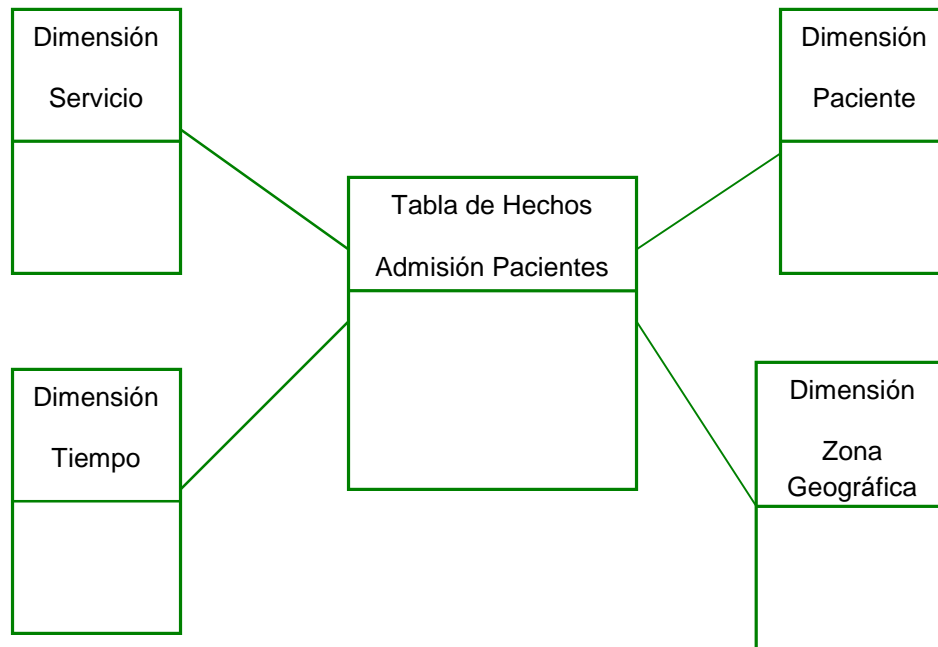 Dimensión
Servicio
Dimensión
Paciente
Tabla de Hechos
Admisión Pacientes
Dimensión
Tiempo
Dimensión
Zona
Geográfica